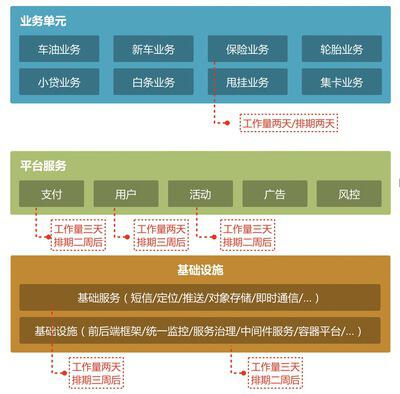 业务单元
车油业务 新车业务 保险业务 轮胎业务
小贷业务 白条业务 甩挂业务 集卡业务
工作量两天/排期两天
平台服务
支付 用户 活动 广告 风控
工作量三天 工作量两天 工作量三天
排期二周后 排期三周后 排期二周后
基础设施
基础服务（短信/定位/推送/对象存储/即时通信/...）
基础设施（前后端框架/统一监控/服务治理/中间件服务/容器平台/...）
工作量两天 工作量三天
排期三周后 排期二周后